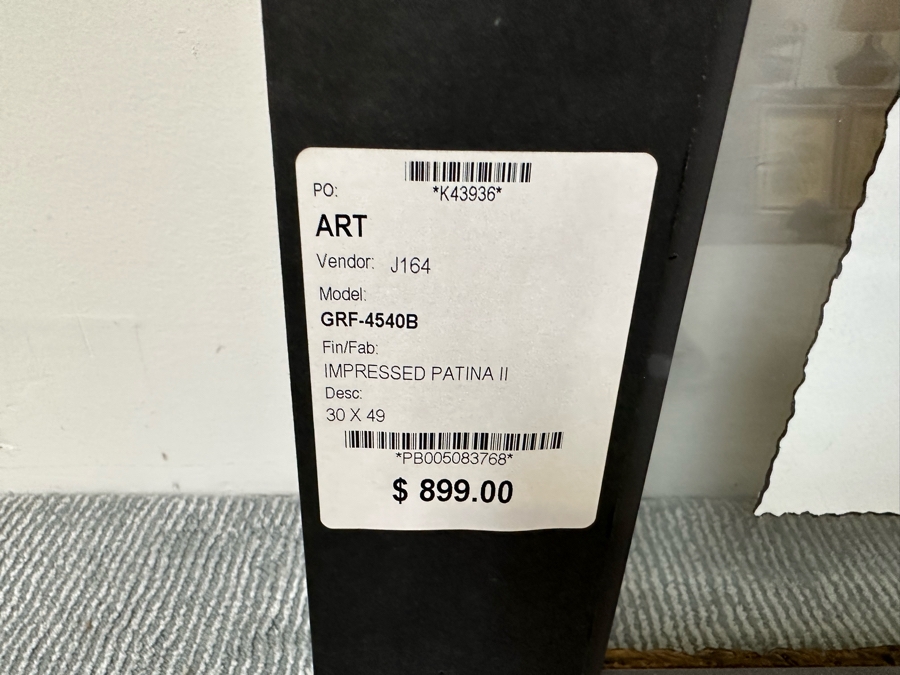 *K43936*
PO:
ART
Vendor: J164
Model:
GRF-4540B
Fin/Fab:
IMPRESSED PATINA II
Desc:
30 X 49
*PB005083768*
$ 899.00